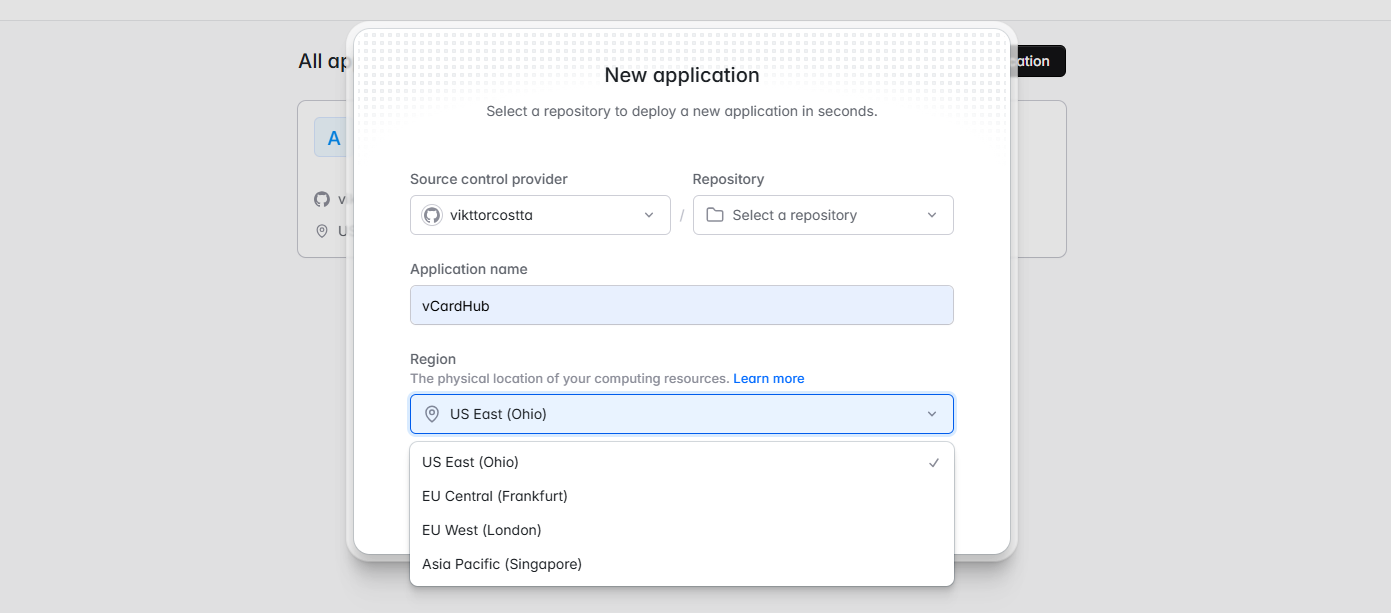 New application
Select a repository to deploy a new application in seconds.
All ap
cation
A
Source control provider
Repository
vikttorcostta
/
Select a repository
Application name
vCardHub
Region
The physical location of your computing resources. Learn more
US East (Ohio)
US East (Ohio)
EU Central (Frankfurt)
EU West (London)
Asia Pacific (Singapore)